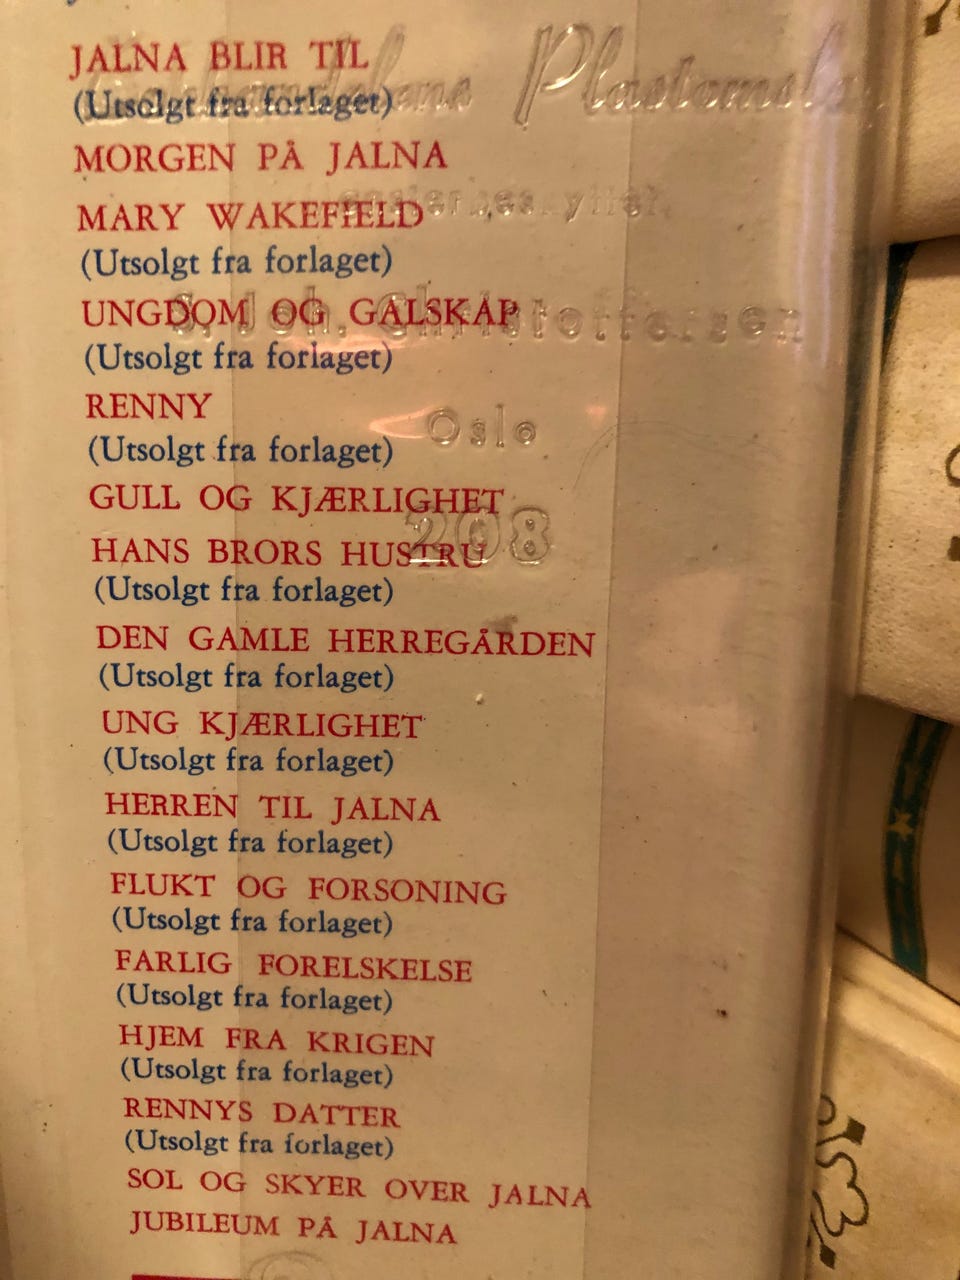 JALNA BLIR TIL
(Utsolgt fra forlaget)
Plastomslag
MORGEN PÅ JALNA
MARY WAKEFIELD
(Utsolgt fra forlaget)
UNGDOM OG GALSKAP
S. Joh. Christoffersen
(Utsolgt fra forlaget)
RENNY
Oslo
(Utsolgt fra forlaget)
GULL OG KJÆRLIGHET
208
HANS BRORS HUSTRU
(Utsolgt fra forlaget)
DEN GAMLE HERREGÅRDEN
(Utsolgt fra forlaget)
UNG KJÆRLIGHET
(Utsolgt fra forlaget)
HERREN TIL JALNA
(Utsolgt fra forlaget)
FLUKT OG FORSONING
(Utsolgt fra forlaget)
FARLIG FORELSKELSE
(Utsolgt fra forlaget)
HJEM FRA KRIGEN
(Utsolgt fra forlaget)
RENNYS DATTER
(Utsolgt fra forlaget)
SOL OG SKYER OVER JALNA
JUBILEUM PÅ JALNA